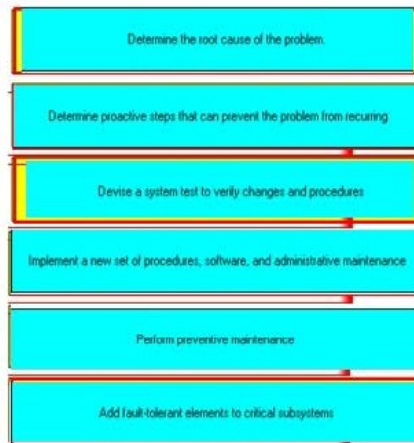 Determine the root cause of the problem.
Determine proactive steps that can prevent the problem from recurring
Devise a system test to verify changes and procedures
Implement a new set of procedures, software, and administrative maintenance
Perform preventive maintenance
Add fault-tolerant elements to critical subsystems